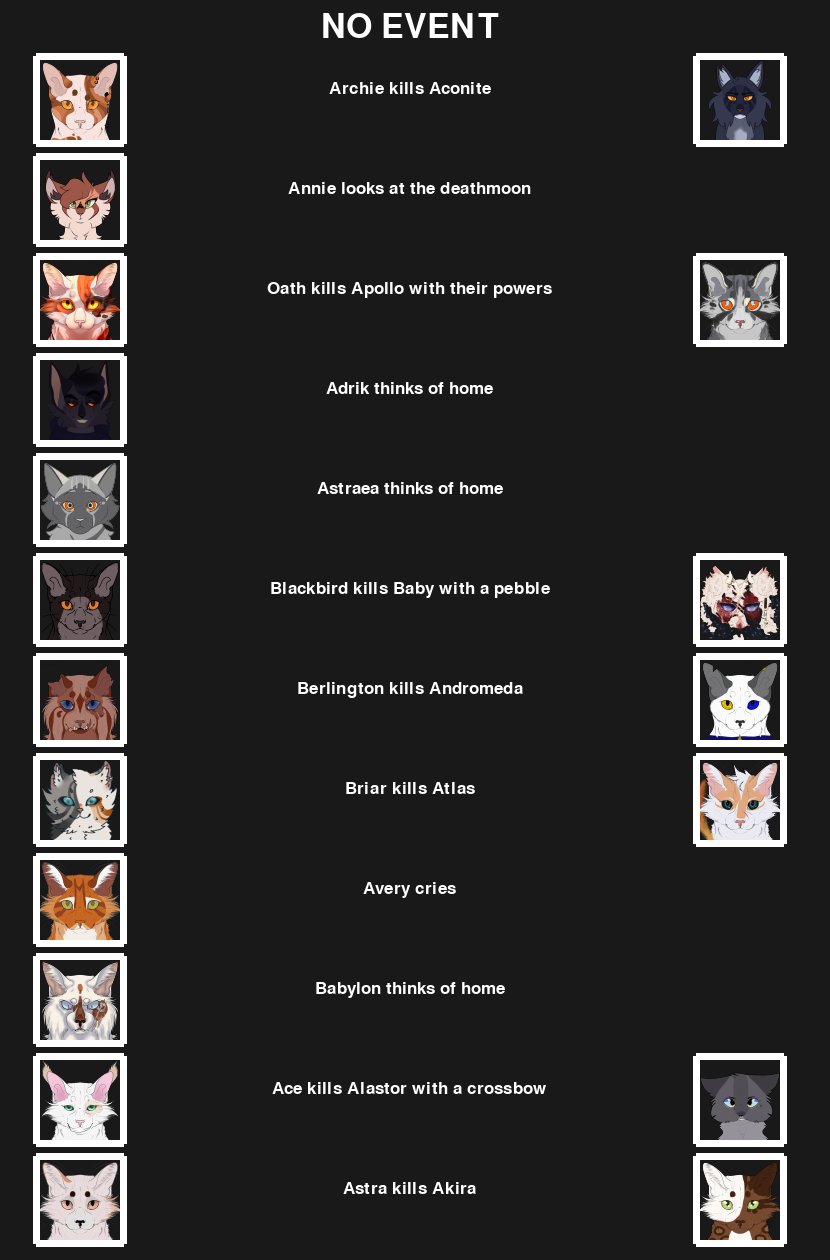 NO EVENT
Archie kills Aconite
Annie looks at the deathmoon
Oath kills Apollo with their powers
Adrik thinks of home
Astraea thinks of home
Blackbird kills Baby with a pebble
Berlington kills Andromeda
Briar kills Atlas
Avery cries
Babylon thinks of home
Ace kills Alastor with a crossbow
Astra kills Akira